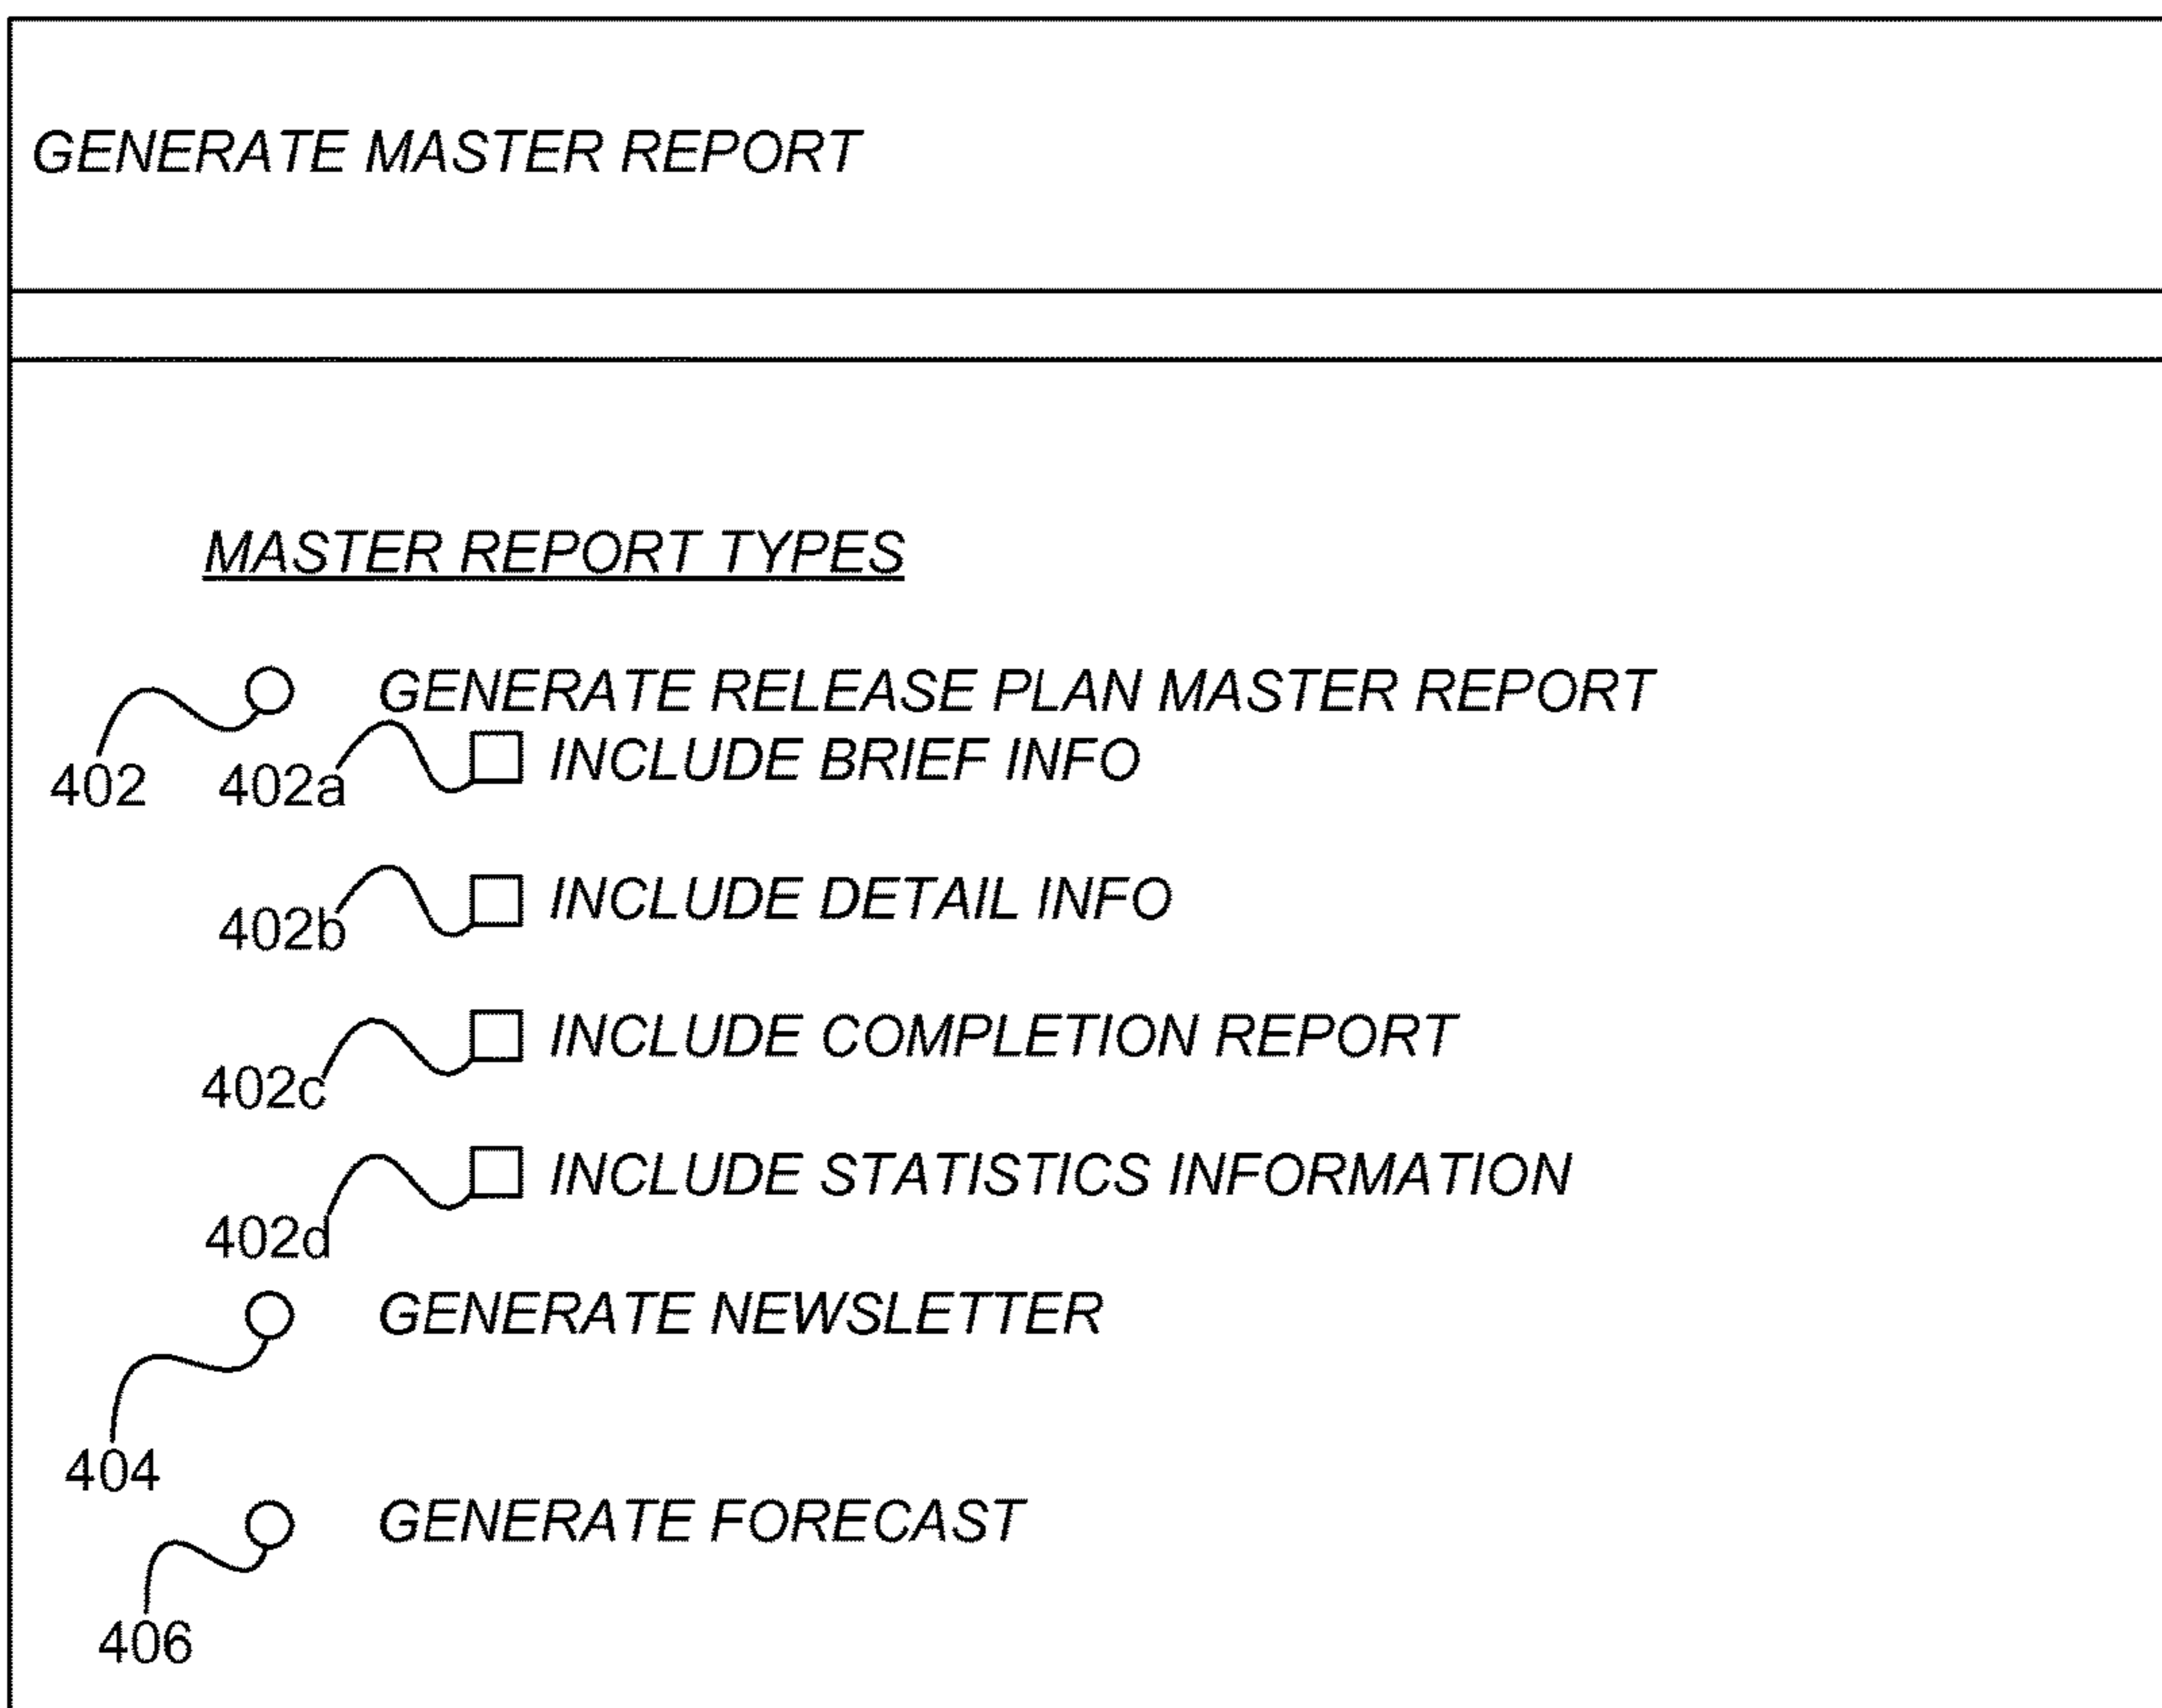 GENERATE MASTER REPORT
MASTER REPORT TYPES
GENERATE RELEASE PLAN MASTER REPORT
402 402a INCLUDE BRIEF INFO
402b INCLUDE DETAIL INFO
402c INCLUDE COMPLETION REPORT
402d INCLUDE STATISTICS INFORMATION
GENERATE NEWSLETTER
404
GENERATE FORECAST
406